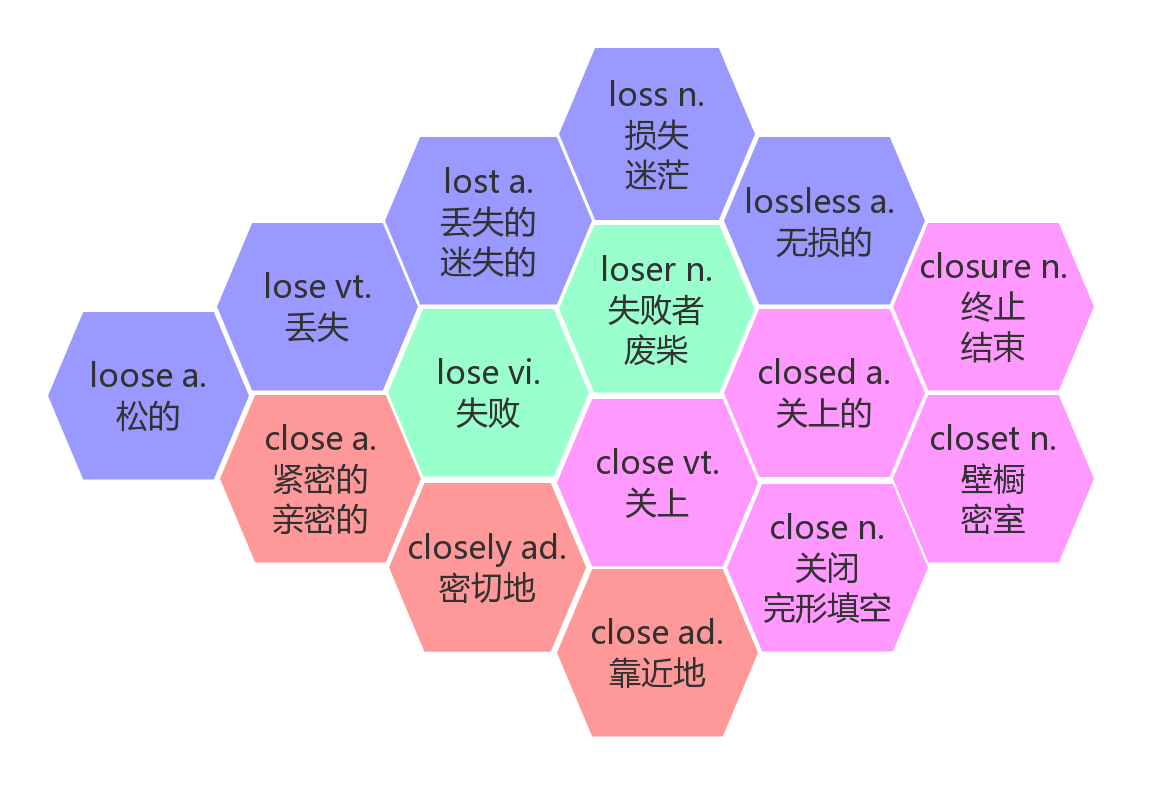 loss n.
损失
迷茫
lost a.
丢失的
迷失的
lossless a.
无损的
lose vt.
丢失
loser n.
失败者
废柴
closure n.
终止
结束
loose a.
松的
lose vi.
失败
closed a.
关上的
close a.
紧密的
亲密的
close vt.
关上
closet n.
壁橱
密室
closely ad.
密切地
close n.
关闭
完形填空
close ad.
靠近地